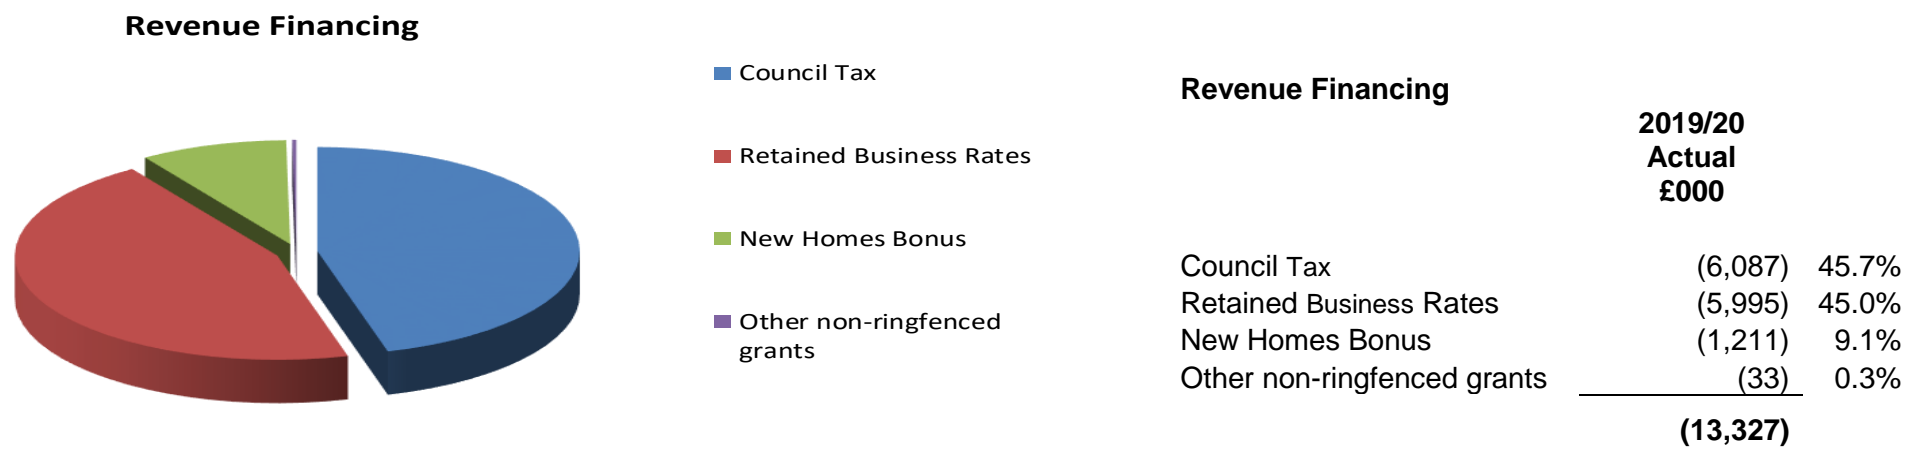 Revenue Financing
Council Tax
Retained Business Rates
New Homes Bonus
Other non-ringfenced
grants
Revenue Financing
2019/20
Actual
£000
Council Tax (6,087) 45.7%
Retained Business Rates (5,995) 45.0%
New Homes Bonus (1,211) 9.1%
Other non-ringfenced grants (33) 0.3%
(13,327)